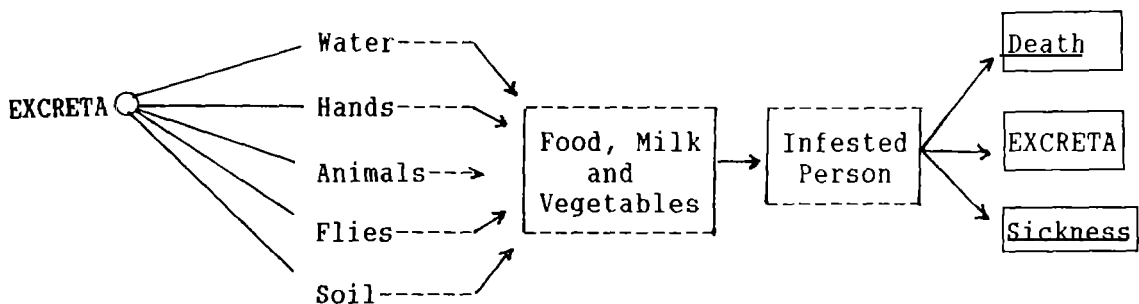 EXCRETA
Water
Hands
Animals
Flies
Soil
Food, Milk
and
Vegetables
Infested
Person
Death
EXCRETA
Sickness